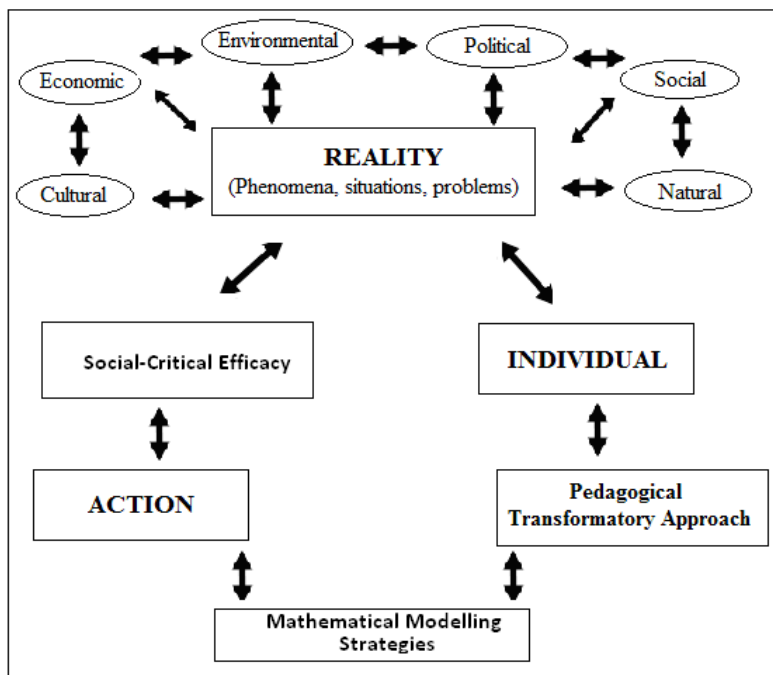 Environmental
Political
Economic
Social
REALITY
(Phenomena, situations, problems)
Cultural
Natural
Social-Critical Efficacy
INDIVIDUAL
ACTION
Pedagogical
Transformatory Approach
Mathematical Modelling
Strategies